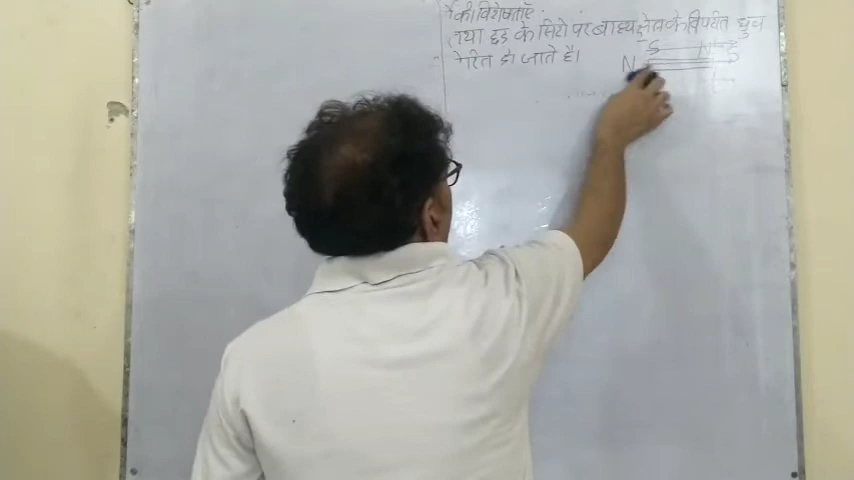 की विशेषताएँ
तथा छड़ के सिरों पर बाह्य क्षेत्र के विपरीत ध्रुव
प्रेरित हो जाते है।
S N
N S